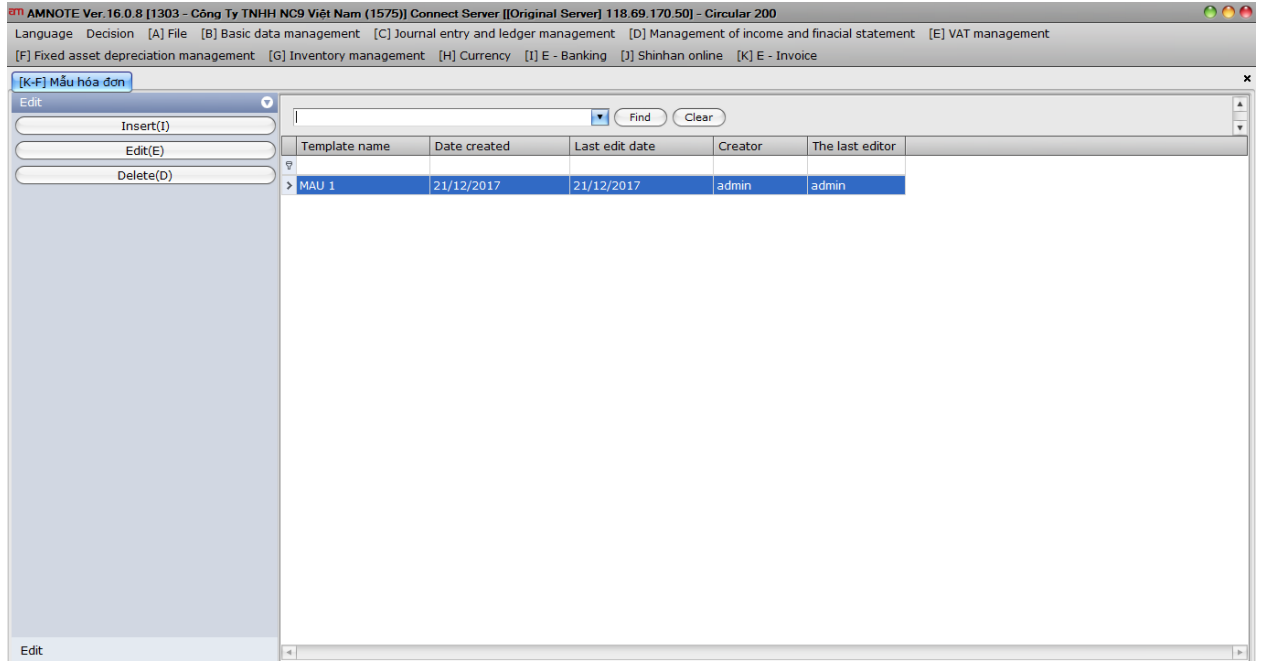 am AMNOTE Ver.16.0.8 [1303 - Công Ty TNHH NC9 Việt Nam (1575)] Connect Server [[Original Server] 118.69.170.50] - Circular 200
Language Decision [A] File [B] Basic data management [C] Journal entry and ledger management [D] Management of income and finacial statement [E] VAT management
[F] Fixed asset depreciation management [G] Inventory management [H] Currency [I] E - Banking [J] Shinhan online [K] E - Invoice
[K-F] Mẫu hóa đơn
Edit
Find Clear
Insert(I)
Edit(E)
Delete(D)
Template name Date created Last edit date Creator The last editor
MAU 1 21/12/2017 21/12/2017 admin admin
Edit